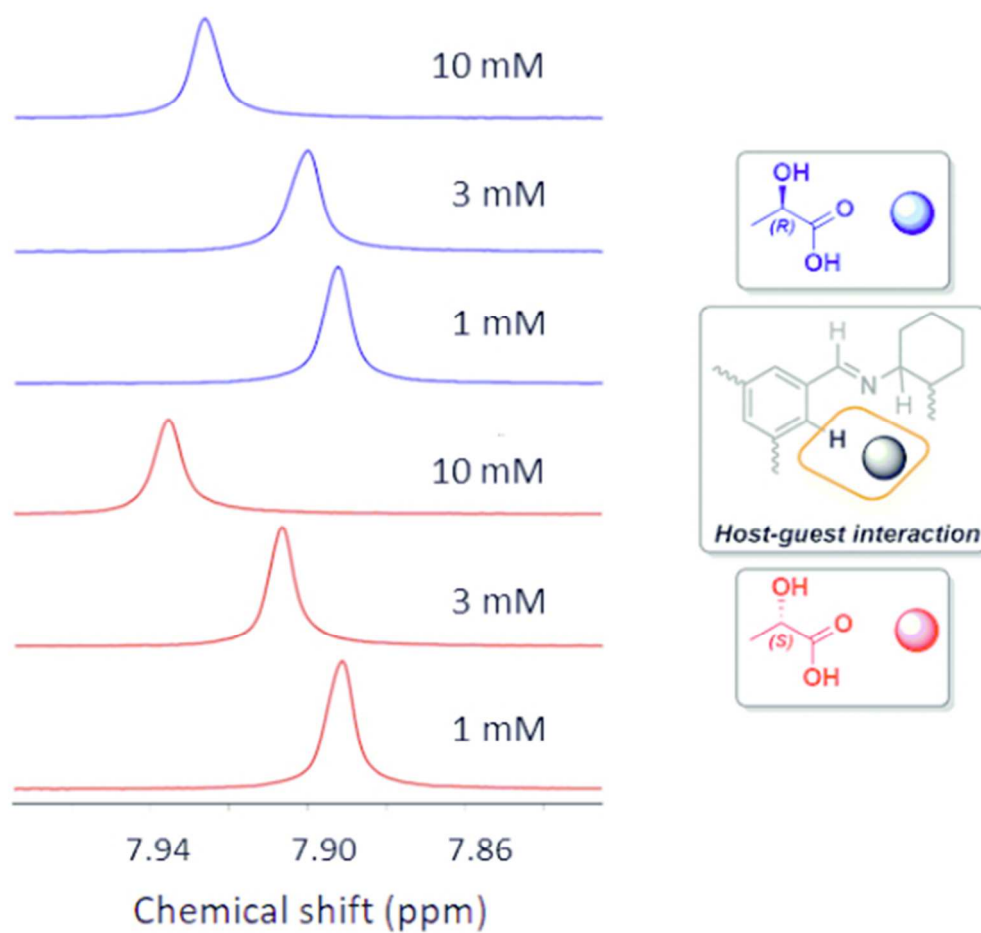 10 mM
3 mM
1 mM
10 mM
3 mM
1 mM
7.94 7.90 7.86
Chemical shift (ppm)
OH
O
(R)
OH
H
N
H
H
Host-guest interaction
OH
O
(S)
OH